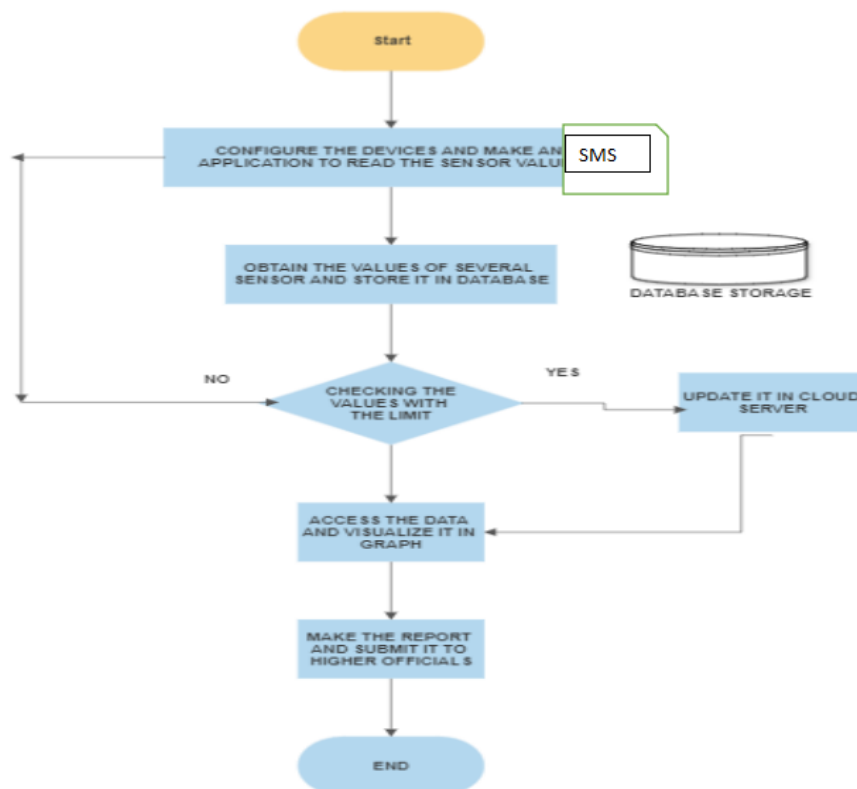 Start
CONFIGURE THE DEVICES AND MAKE AN
APPLICATION TO READ THE SENSOR
SMS
OBTAIN THE VALUES OF SEVERAL
SENSOR AND STORE IT IN DATABASE
DATABASE STORAGE
NO
CHECKING THE
VALUES WITH
THE LIMIT
YES
UPDATE IT IN CLOUD
SERVER
ACCESS THE DATA
AND VISUALIZE IT IN
GRAPH
MAKE THE REPORT
AND SUBMIT IT TO
HIGHER OFFICIALS
END